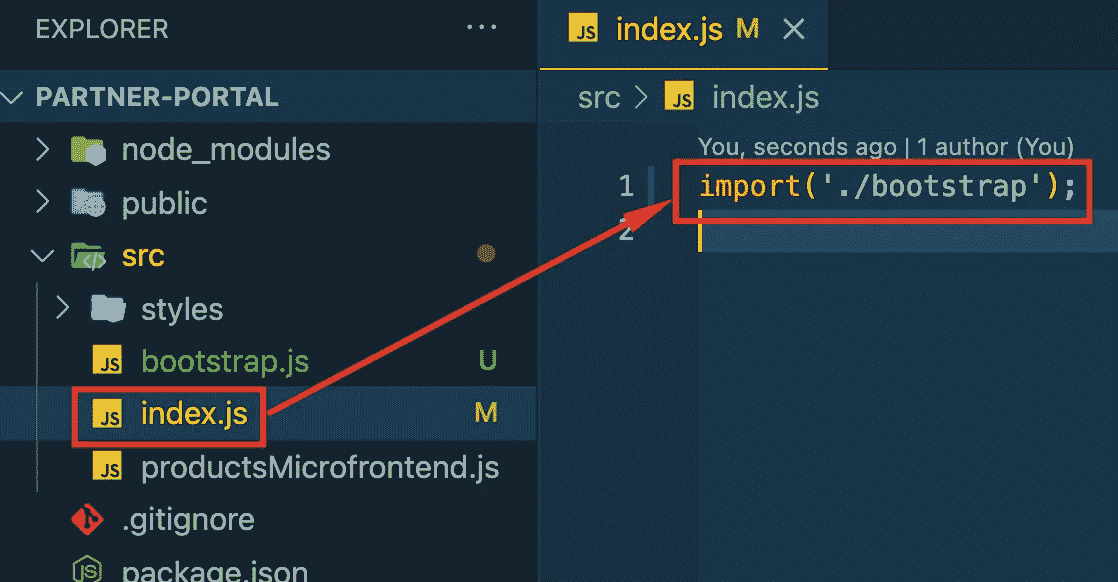 EXPLORER ...
PARTNER-PORTAL
node_modules
public
src
styles
JS bootstrap.js U
JS index.js M
JS productsMicrofrontend.js
.gitignore
JS package.json
JS index.js M
src > JS index.js
You, seconds ago | 1 author (You)
1 import('./bootstrap');
2